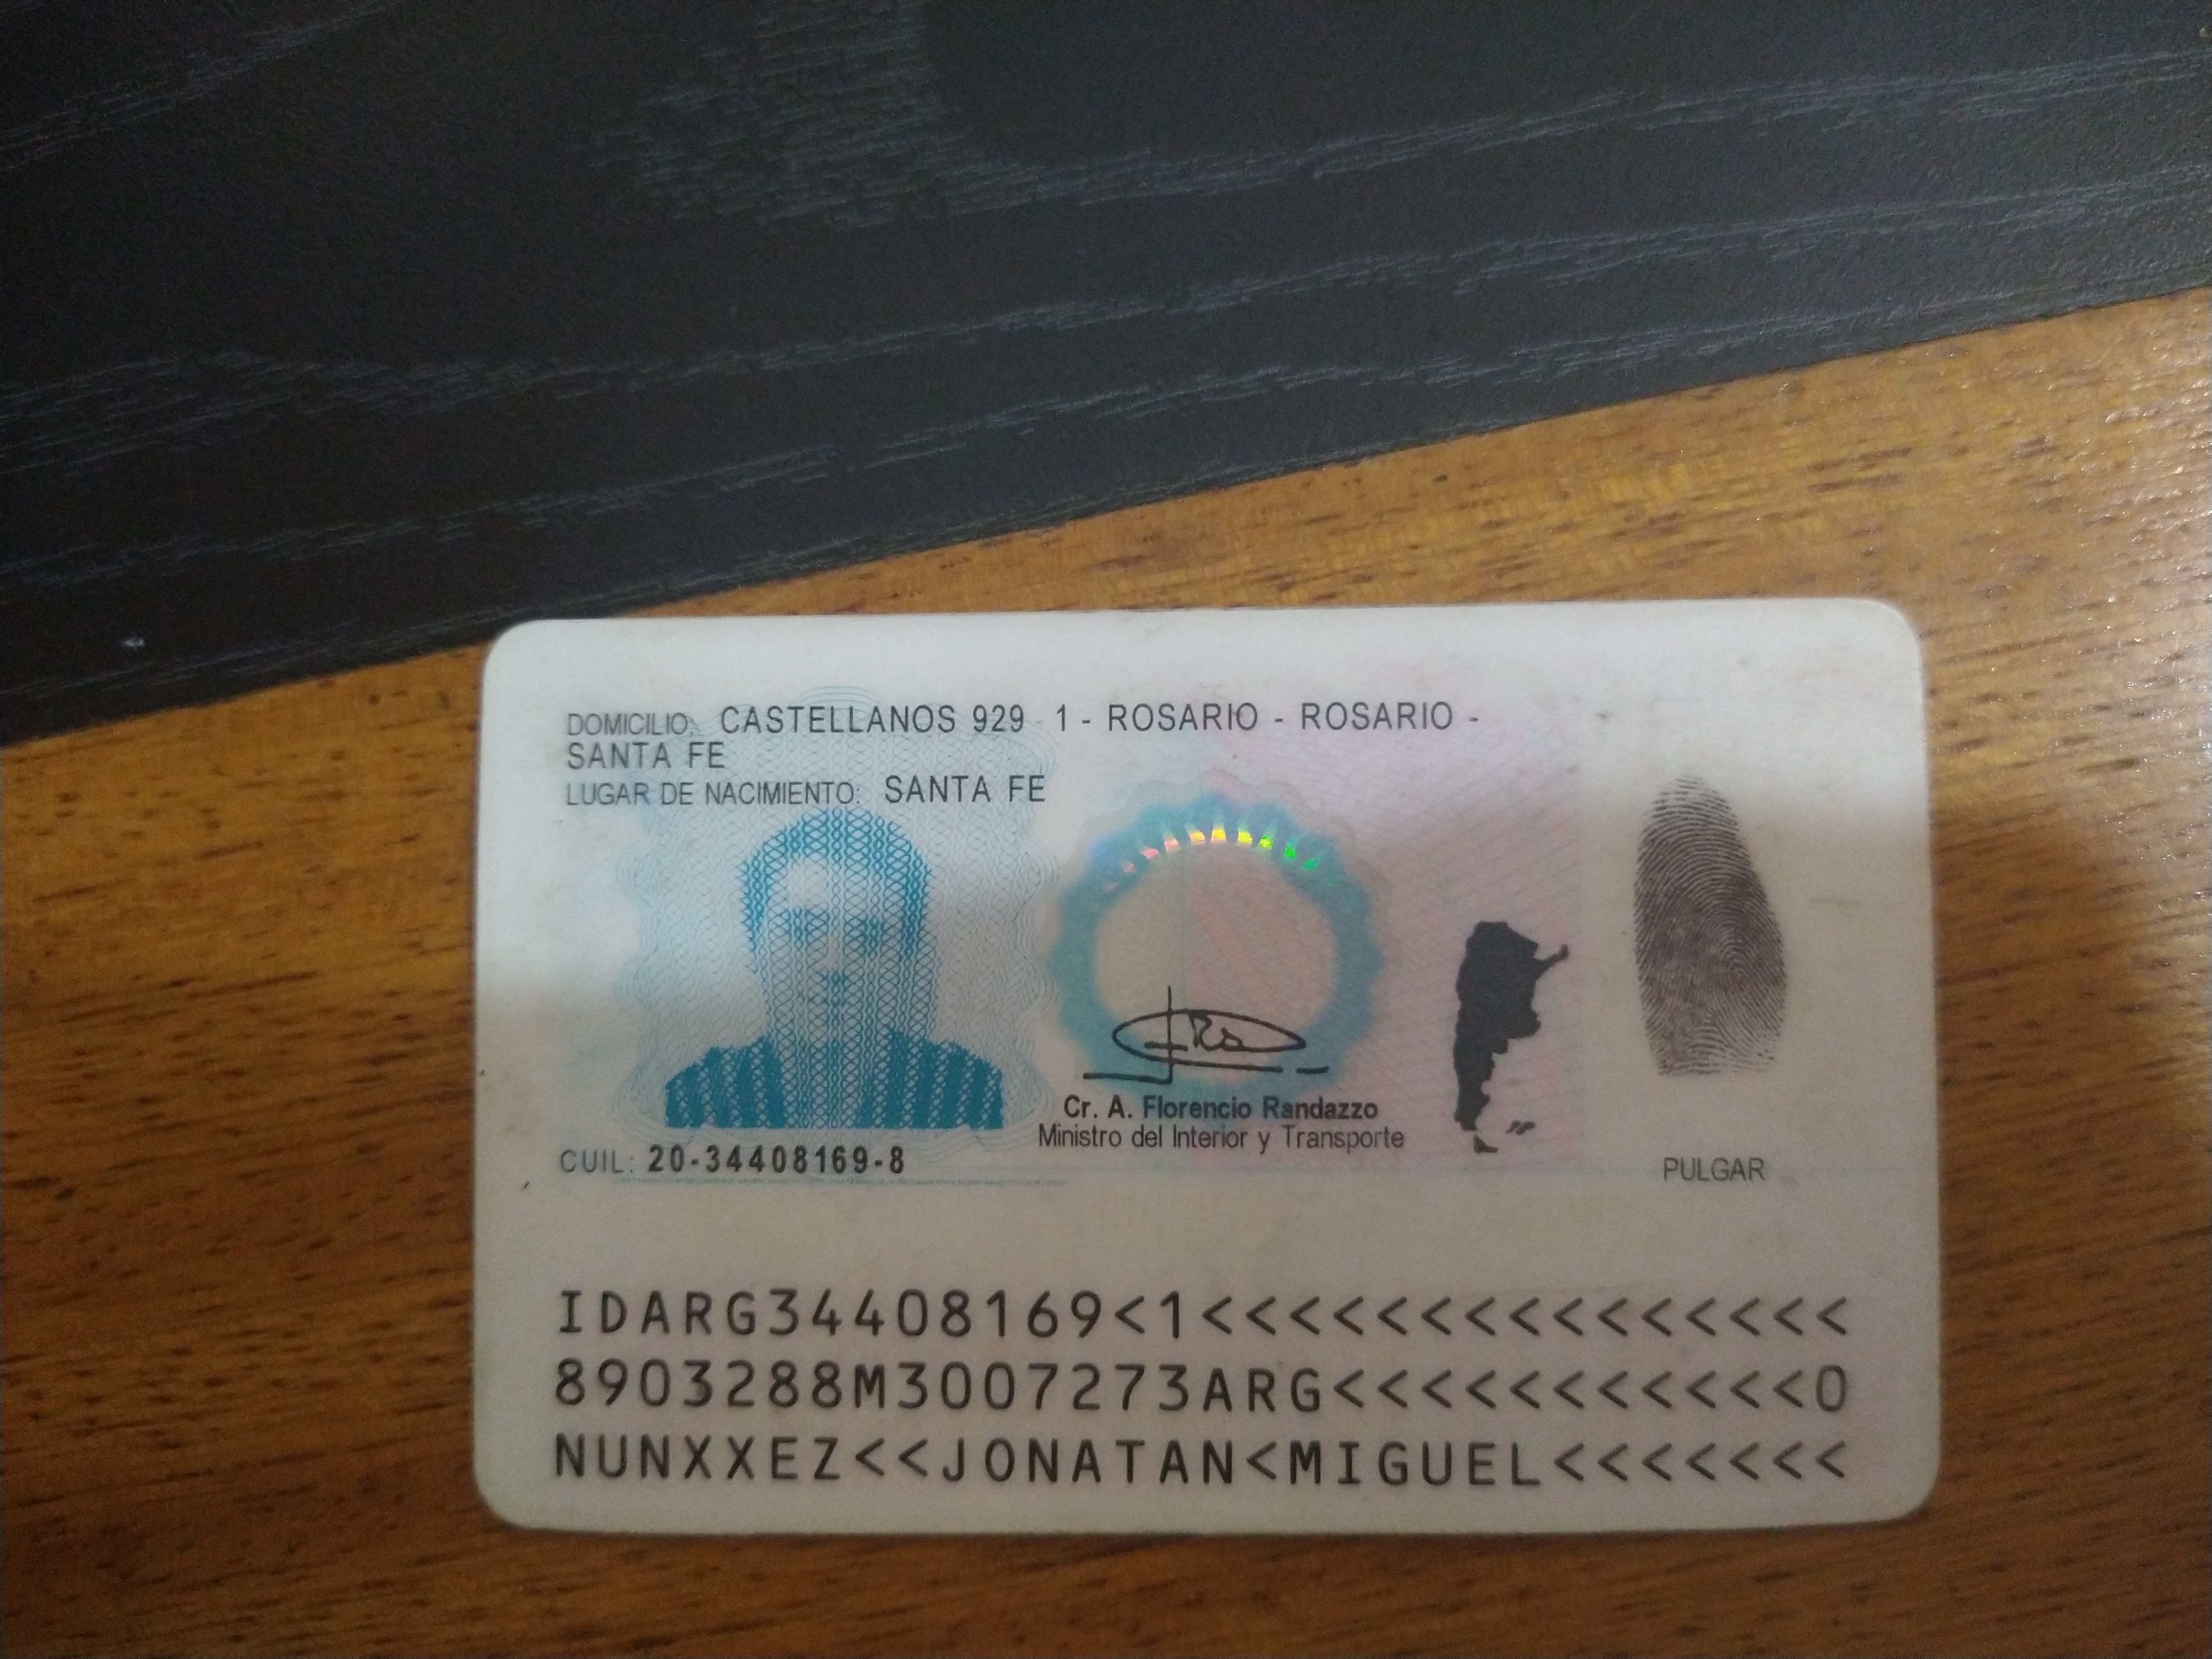 DOMICILIO: CASTELLANOS 929 - 1 - ROSARIO - ROSARIO -
SANTA FE
LUGAR DE NACIMIENTO: SANTA FE
Cr. A. Florencio Randazzo
Ministro del Interior y Transporte
CUIL: 20-34408169-8
PULGAR
IDARG34408169<1<<<<<<<<<<<<<<<
8903288M3007273ARG<<<<<<<<<<<0
NUNXXEZ<<JONATAN<MIGUEL<<<<<<<